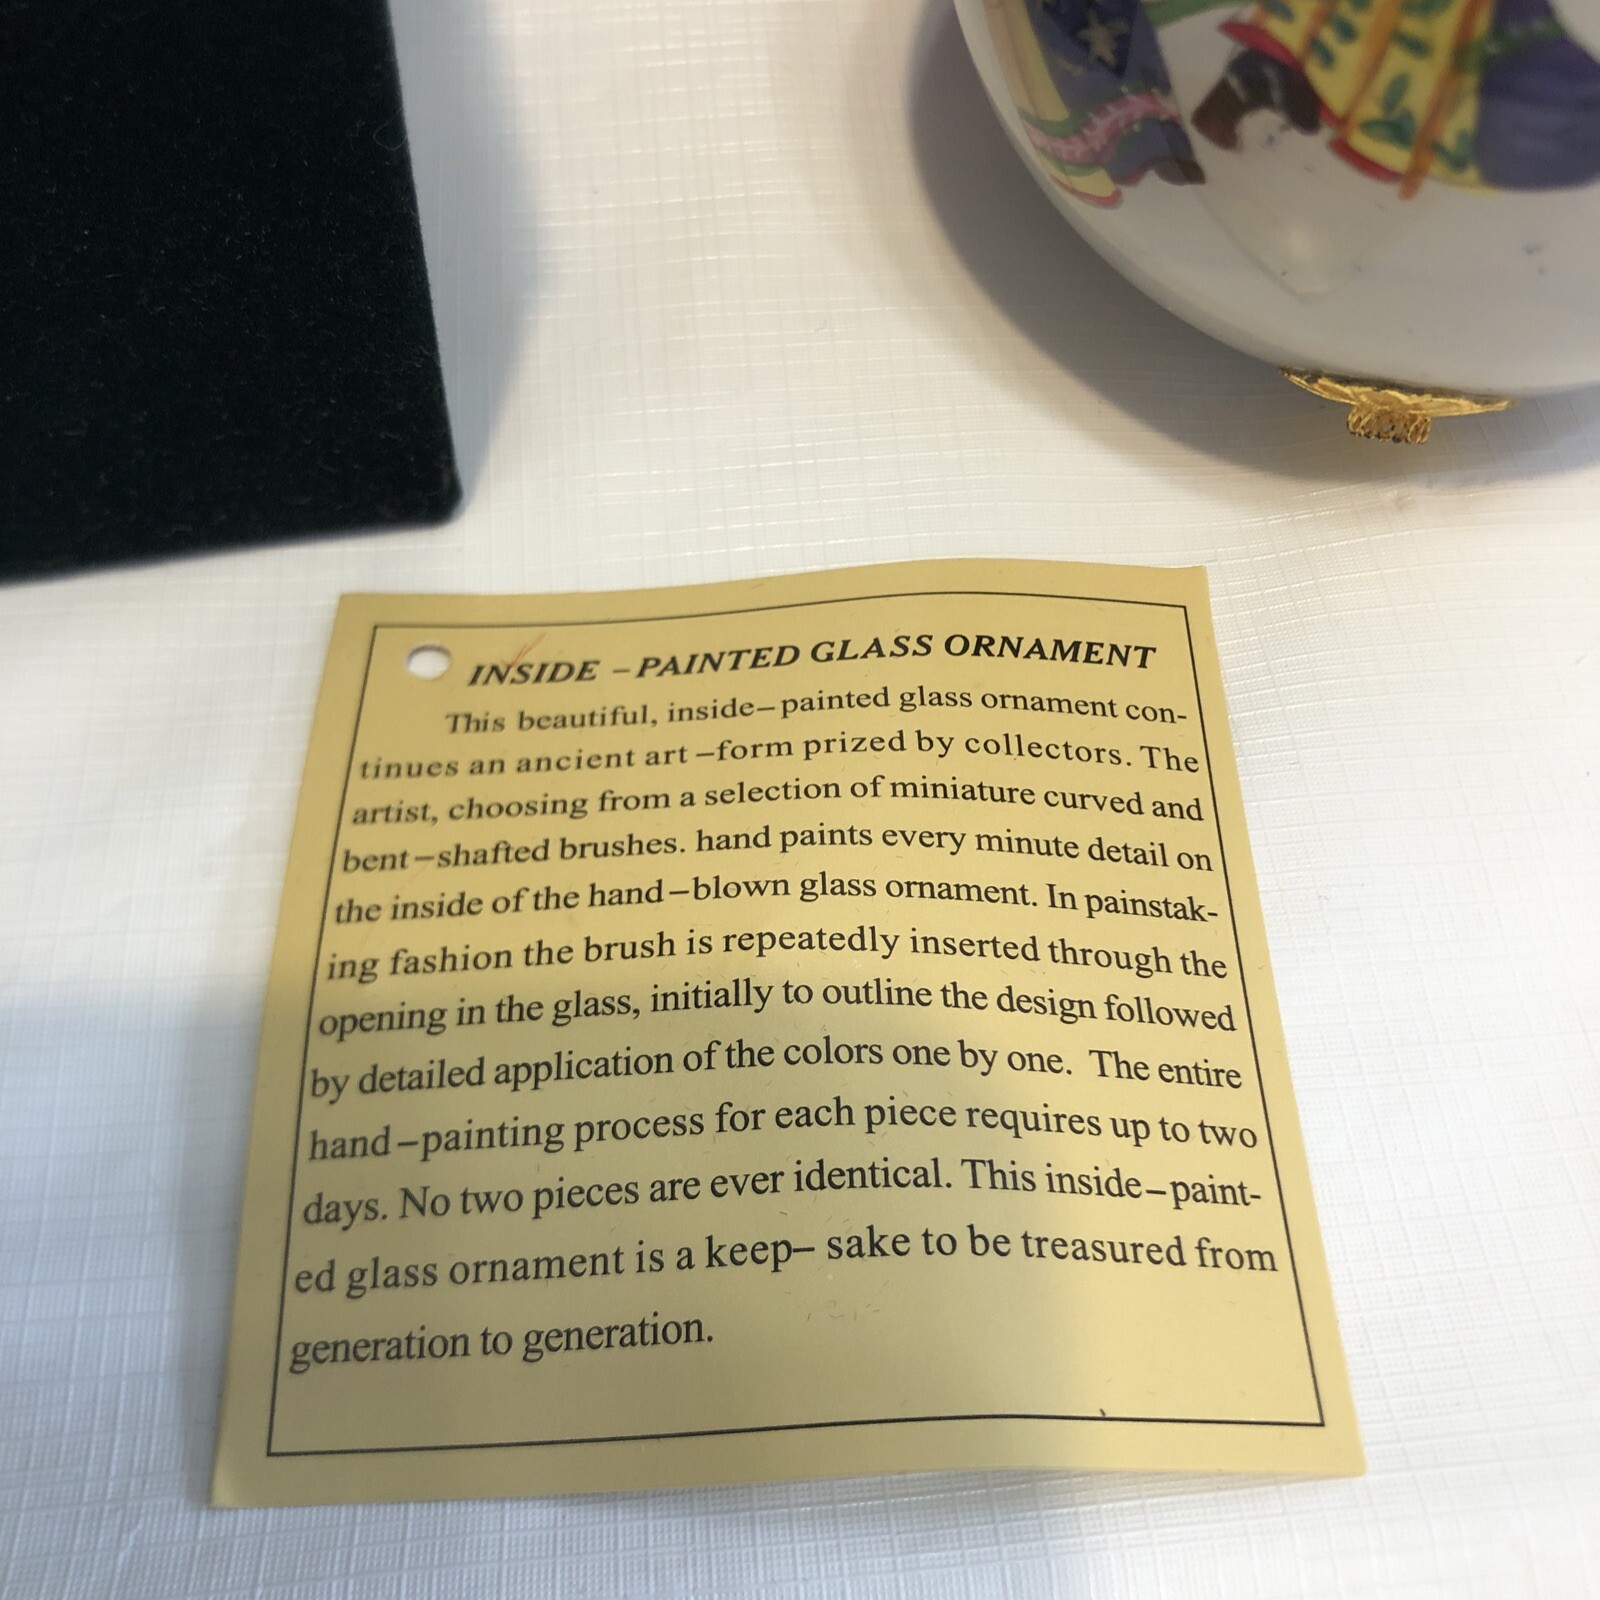 INSIDE -PAINTED GLASS ORNAMENT
This beautiful, inside-painted glass ornament con-
tinues an ancient art -form prized by collectors. The
artist, choosing from a selection of miniature curved and
bent-shafted brushes. hand paints every minute detail on
the inside of the hand-blown glass ornament. In painstak-
ing fashion the brush is repeatedly inserted through the
opening in the glass, initially to outline the design followed
by detailed application of the colors one by one. The entire
hand-painting process for each piece requires up to two
days. No two pieces are ever identical. This inside-paint-
ed glass ornament is a keep- sake to be treasured from
generation to generation.